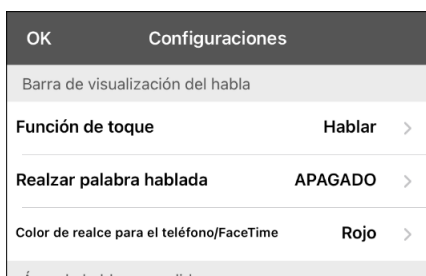 OK Configuraciones
Barra de visualización del habla
Función de toque Hablar
Realzar palabra hablada APAGADO
Color de realce para el teléfono/FaceTime Rojo